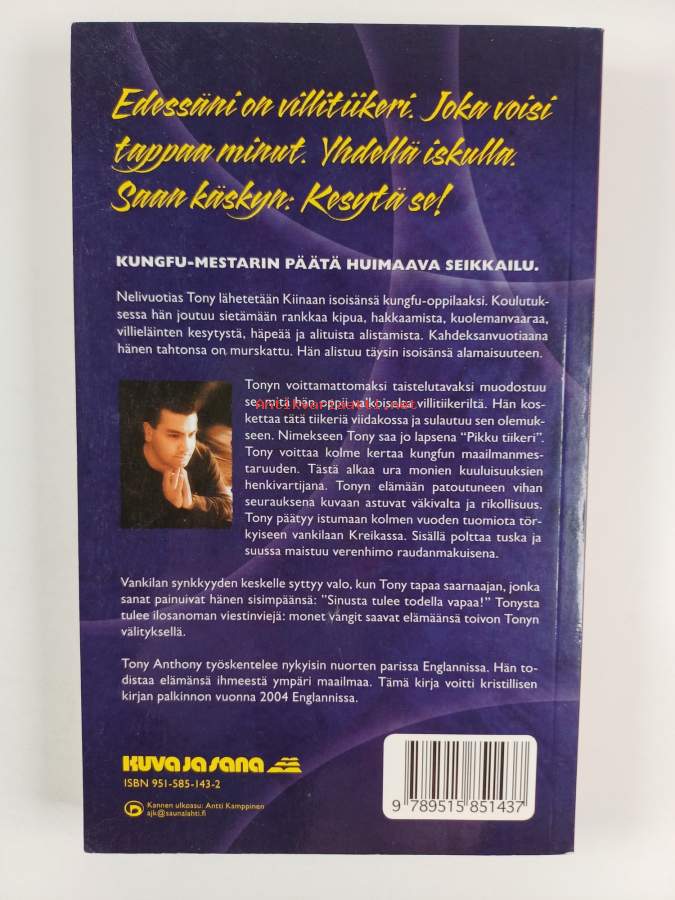 Edessäni on villitiikeri. Joka voisi
tappaa minut. Yhdellä iskulla.
Saan käskyn: Kesytä se!
KUNGFU-MESTARIN PÄÄTÄ HUIMAAVA SEIKKAILU.
Nelivuotias Tony lähetetään Kiinaan isoisänsä kungfu-oppilaaksi. Koulutuk-
sessa hän joutuu sietämään rankkaa kipua, hakkaamista, kuolemanvaaraa,
villieläinten kesytystä, häpeää ja alituista alistamista. Kahdeksanvuotiaana
hänen tahtonsa on murskattu. Hän alistuu täysin isoisänsä alamaisuuteen.
Tonyn voittamattomaksi taistelutavaksi muodostuu
se mitä hän oppii valkoiselta villitiikeriltä. Hän kos-
antikvariaatti.net
kettaa tätä tiikeriä viidakossa ja sulautuu sen olemuk-
seen. Nimekseen Tony saa jo lapsena "Pikku tiikeri".
Tony voittaa kolme kertaa kungfun maailmanmes-
taruuden. Tästä alkaa ura monien kuuluisuuksien
henkivartijana. Tonyn elämään patoutuneen vihan
seurauksena kuvaan astuvat väkivalta ja rikollisuus.
Tony päätyy istumaan kolmen vuoden tuomiota tör-
kyiseen vankilaan Kreikassa. Sisällä polttaa tuska ja
suussa maistuu verenhimo raudanmakuisena.
Vankilan synkkyyden keskelle syttyy valo, kun Tony tapaa saarnaajan, jonka
sanat painuivat hänen sisimpäänsä: "Sinusta tulee todella vapaa!" Tonysta
tulee ilosanoman viestinviejä: monet vangit saavat elämäänsä toivon Tonyn
välityksellä.
Tony Anthony työskentelee nykyisin nuorten parissa Englannissa. Hän to-
distaa elämänsä ihmeestä ympäri maailmaa. Tämä kirja voitti kristillisen
kirjan palkinnon vuonna 2004 Englannissa.
Kuva ja sana
ISBN 951-585-143-2
Kannen ulkoasu: Antti Kamppinen
ajk@saunalahti.fi
9 789515 851437